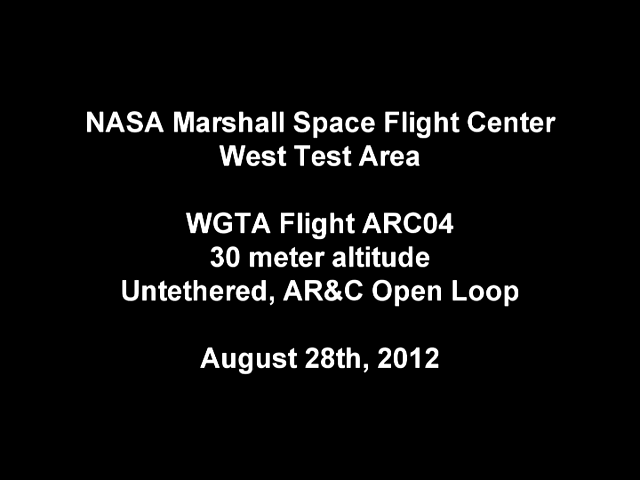 NASA Marshall Space Flight Center
West Test Area
WGTA Flight ARC04
30 meter altitude
Untethered, AR&C Open Loop
August 28th, 2012